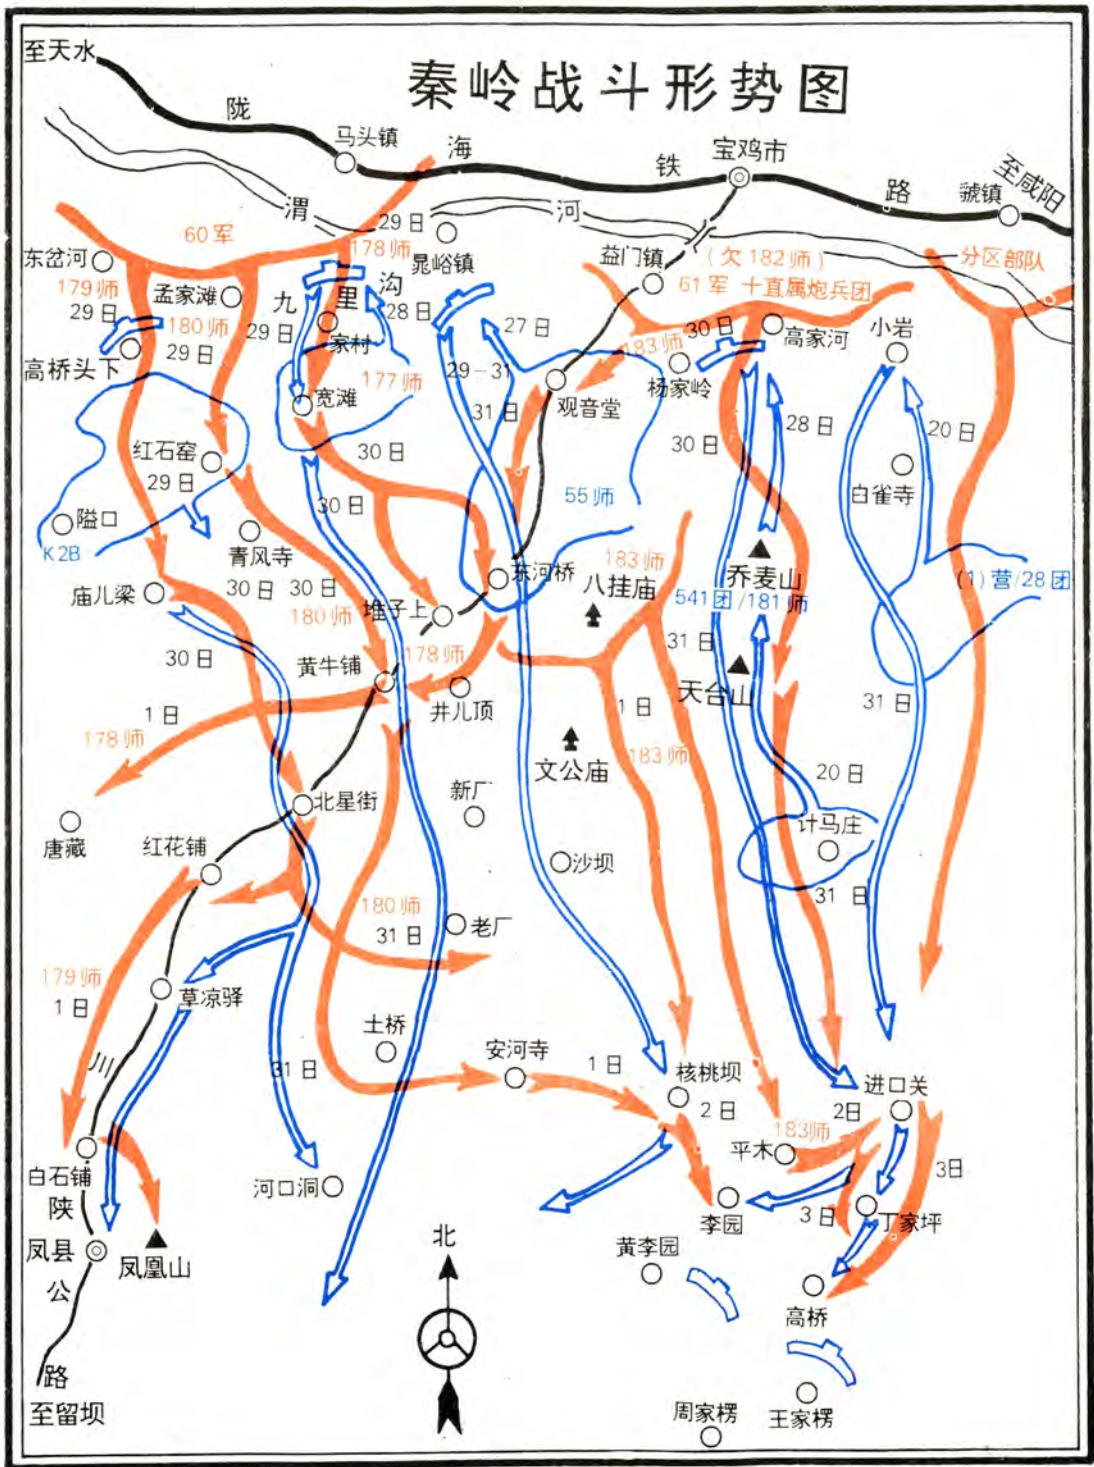 秦岭战斗形势图
至天水
陇
海
铁
路
马头镇
宝鸡市
至咸阳
虢镇
渭
河
29日
60军
178师
晁峪镇
益门镇
(欠182师)
分区部队
东岔河
179师
29日
孟家滩
九
里
沟
28日
61军 十直属炮兵团
180师
29日
29日
家村
27日
30日
高家河
小岩
高桥头下
183师
杨家岭
177师
29-31
31日
观音堂
宽滩
30日
28日
20日
红石窑
29日
30日
30日
白雀寺
55师
隘口
K2B
青风寺
30日
30日
东河桥
183师
八挂庙
乔麦山
(1)营/28团
庙儿梁
180师
堆子上
541团/181师
30日
178师
31日
黄牛铺
井儿顶
天台山
31日
1日
178师
1日
183师
文公庙
20日
北星街
新厂
唐藏
红花铺
沙坝
计马庄
31日
180师
31日
老厂
179师
1日
草凉驿
土桥
安河寺
1日
川
31日
核桃坝
2日
进口关
2日
183师
平木
3日
白石铺
河口洞
李园
3日
丁家坪
陕
凤县
凤凰山
北
黄李园
公
高桥
路
至留坝
周家楞
王家楞